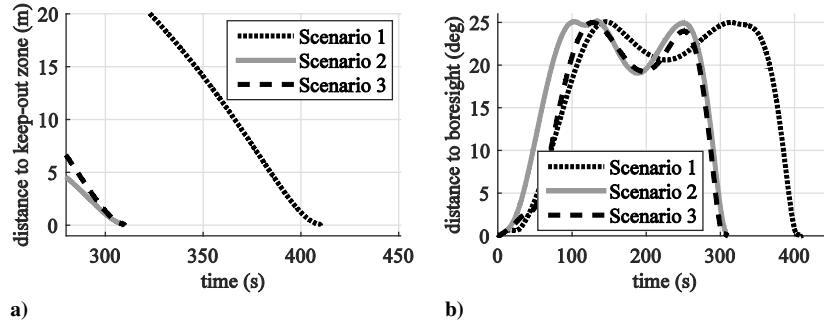 distance to keep-out zone (m)
20
15
10
5
0
300
350
400
450
time (s)
Scenario 1
Scenario 2
Scenario 3
a)
distance to boresight (deg)
25
20
15
10
5
0
0
100
200
300
400
time (s)
Scenario 1
Scenario 2
Scenario 3
b)